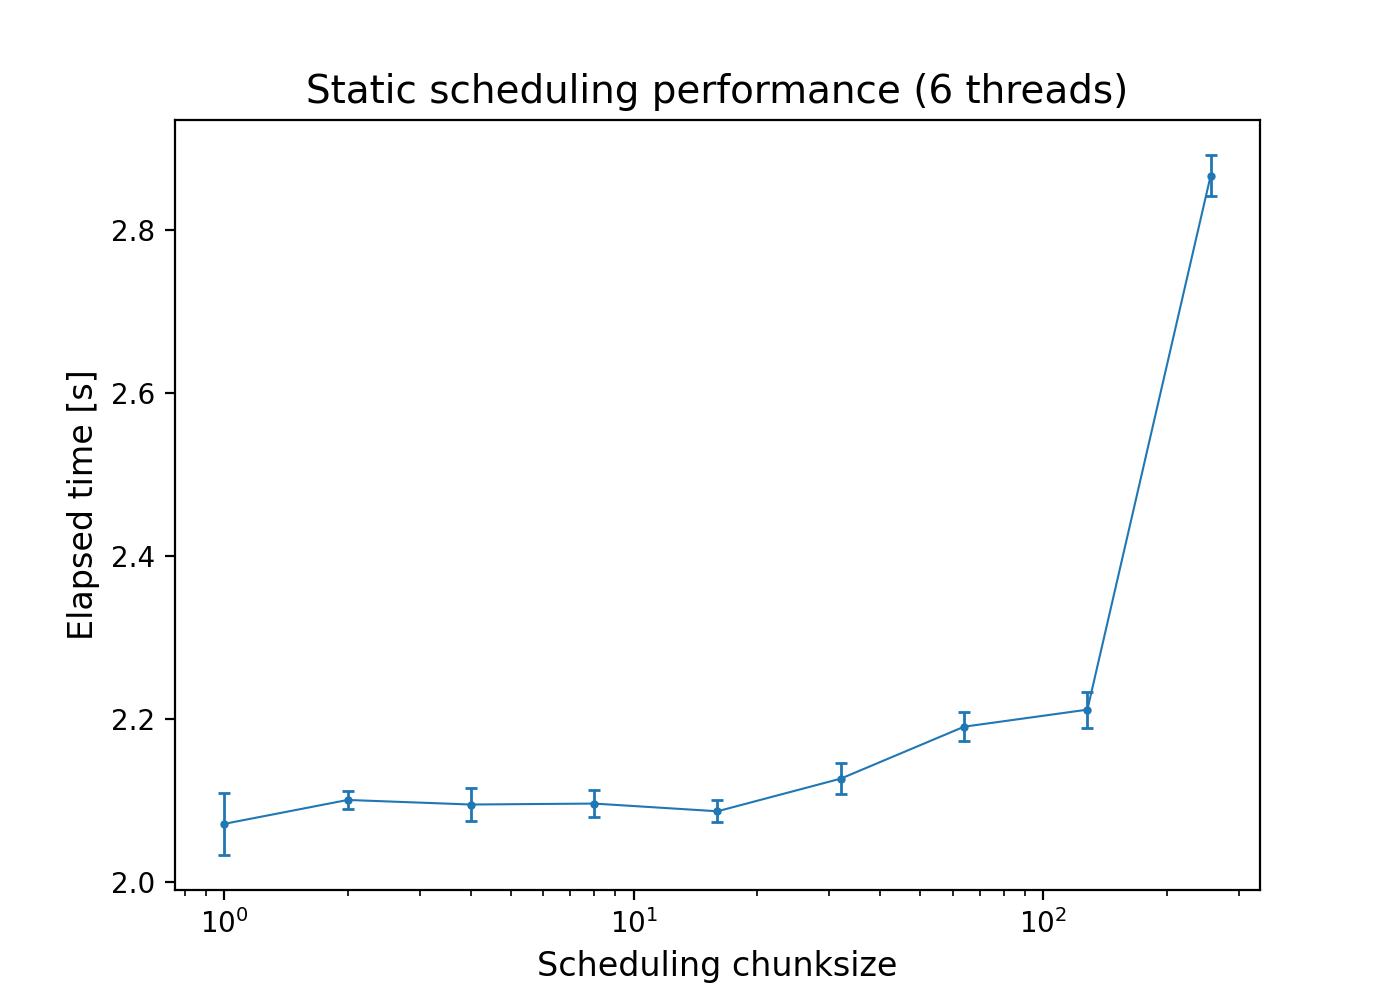 Static scheduling performance (6 threads)
Elapsed time [s]
2.8
2.6
2.4
2.2
2.0
10⁰ 10¹ 10²
Scheduling chunksize